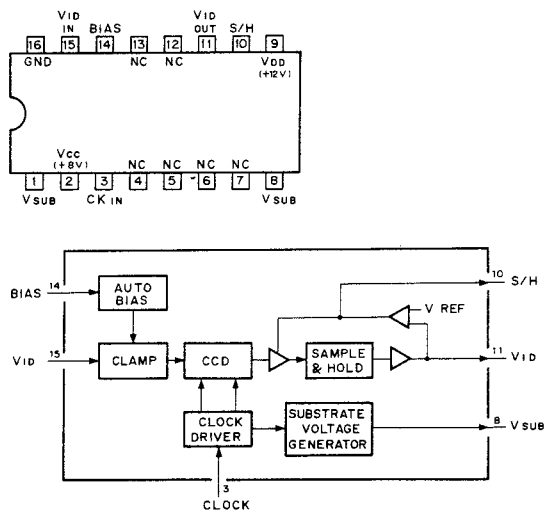 VID IN BIAS VID OUT S/H
16 15 14 13 12 11 10 9
GND NC NC VDD (+12V)
VCC (+8V) NC NC NC NC
1 2 3 4 5 6 7 8
VSUB CK IN VSUB
BIAS 14 AUTO BIAS
10 S/H
V REF
VID 15 CLAMP CCD SAMPLE & HOLD 11 VID
CLOCK DRIVER SUBSTRATE VOLTAGE GENERATOR 8 VSUB
3
CLOCK